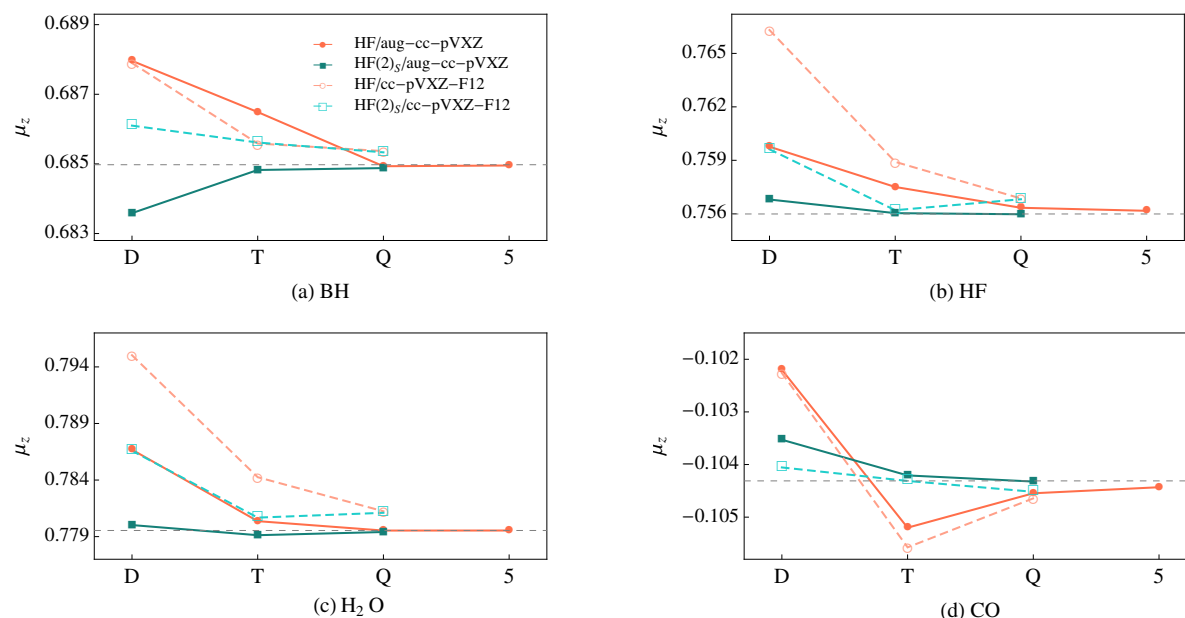 0.689
0.687
0.685
0.683
μz
HF/aug−cc−pVXZ
HF(2)S/aug−cc−pVXZ
HF/cc−pVXZ−F12
HF(2)S/cc−pVXZ−F12
D T Q 5
(a) BH
0.765
0.762
0.759
0.756
μz
D T Q 5
(b) HF
0.794
0.789
0.784
0.779
μz
D T Q 5
(c) H2 O
−0.102
−0.103
−0.104
−0.105
μz
D T Q 5
(d) CO